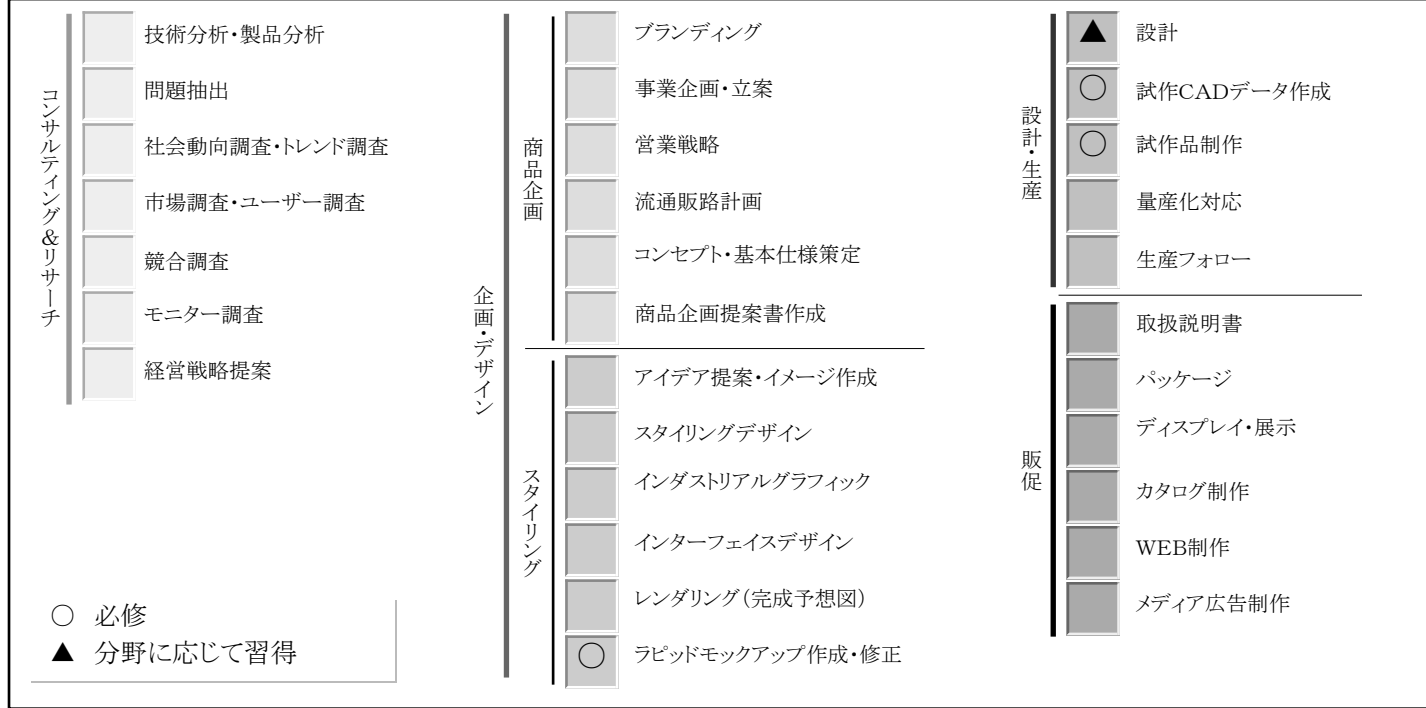 コンサルティング&リサーチ
技術分析・製品分析
問題抽出
社会動向調査・トレンド調査
市場調査・ユーザー調査
競合調査
モニター調査
経営戦略提案
○ 必修
▲ 分野に応じて習得
企画・デザイン
商品企画
ブランディング
事業企画・立案
営業戦略
流通販路計画
コンセプト・基本仕様策定
商品企画提案書作成
スタイリング
アイデア提案・イメージ作成
スタイリングデザイン
インダストリアルグラフィック
インターフェイスデザイン
レンダリング(完成予想図)
○ ラピッドモックアップ作成・修正
設計・生産
▲ 設計
○ 試作CADデータ作成
○ 試作品制作
量産化対応
生産フォロー
販促
取扱説明書
パッケージ
ディスプレイ・展示
カタログ制作
WEB制作
メディア広告制作